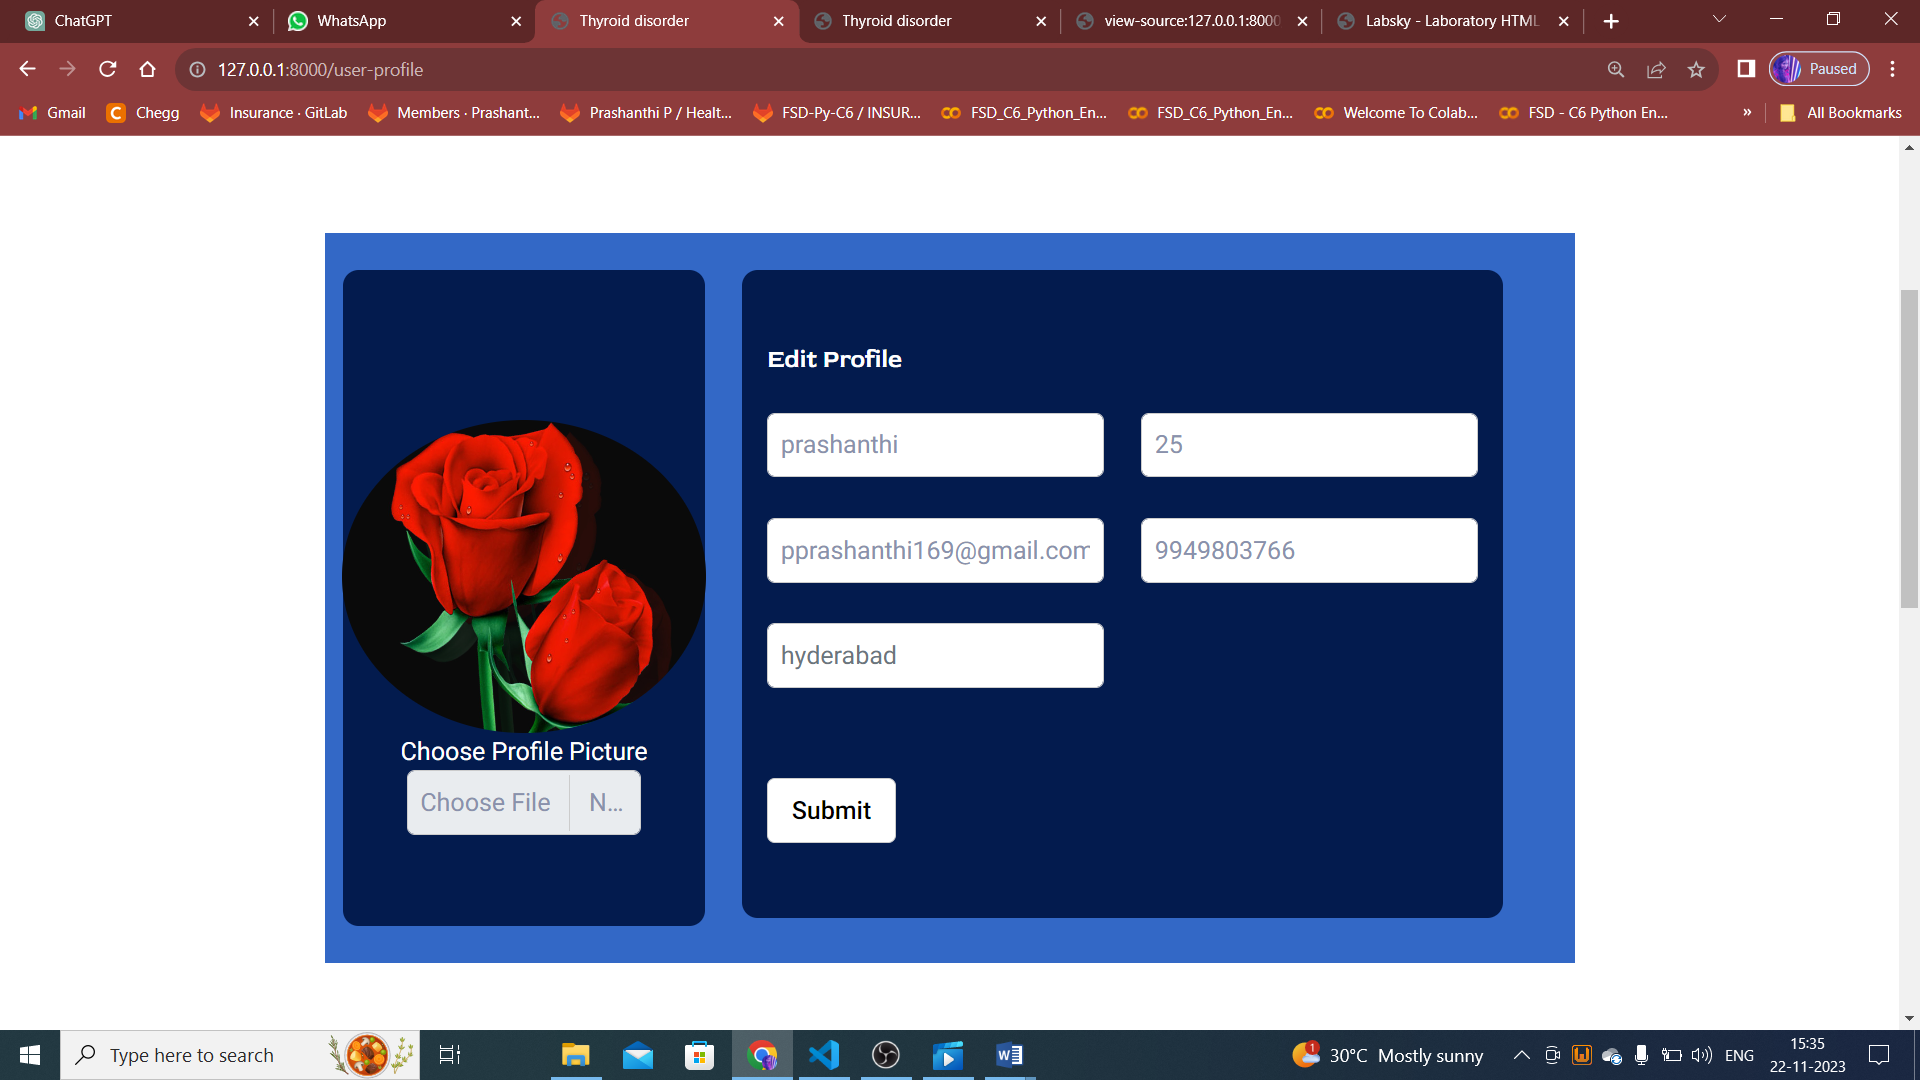 ChatGPT
WhatsApp
Thyroid disorder
Thyroid disorder
view-source:127.0.0.1:8000
Labsky - Laboratory HTML
127.0.0.1:8000/user-profile
Paused
Gmail
Chegg
Insurance · GitLab
Members · Prashant...
Prashanthi P / Healt...
FSD-Py-C6 / INSUR...
FSD_C6_Python_En...
FSD_C6_Python_En...
Welcome To Colab...
FSD - C6 Python En...
»
All Bookmarks
Edit Profile
prashanthi
25
pprashanthi169@gmail.com
9949803766
hyderabad
Choose Profile Picture
Choose File N...
Submit
Type here to search
1
30°C Mostly sunny
ENG
15:35
22-11-2023